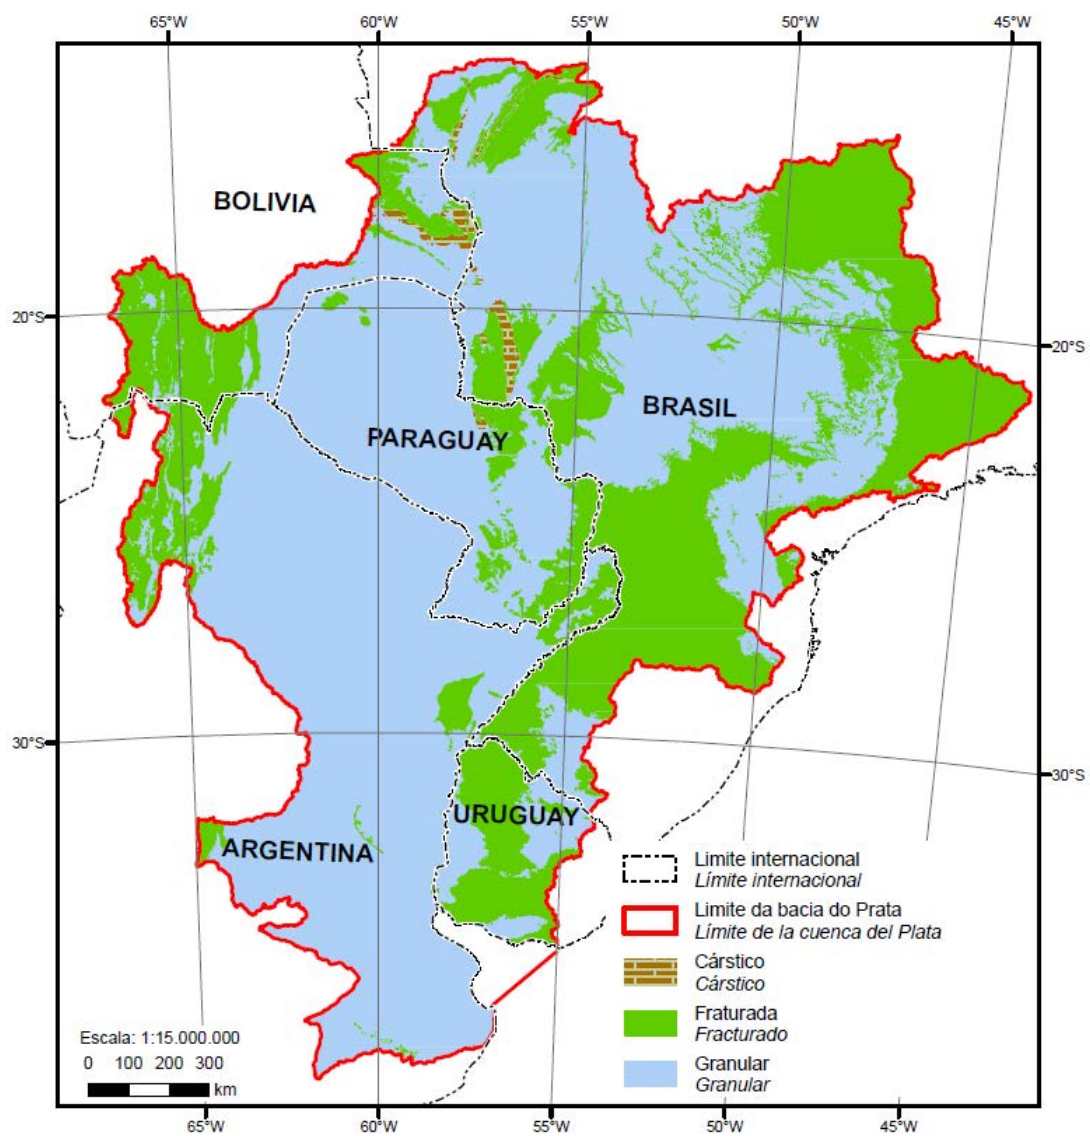 65°W 60°W 55°W 50°W 45°W
BOLIVIA
20°S
20°S
BRASIL
PARAGUAY
30°S
30°S
URUGUAY
ARGENTINA
Limite internacional
Límite internacional
Limite da bacia do Prata
Límite de la cuenca del Plata
Cárstico
Cárstico
Fraturada
Fracturado
Granular
Granular
Escala: 1:15.000.000
0 100 200 300
km
65°W 60°W 55°W 50°W 45°W